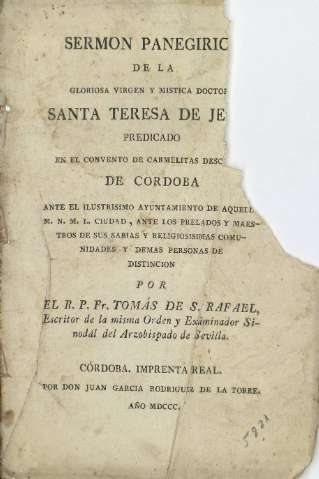 SERMON PANEGIRIC
DE LA
GLORIOSA VIRGEN Y MISTICA DOCTOR
SANTA TERESA DE JE
PREDICADO
EN EL CONVENTO DE CARMELITAS DESC
DE CORDOBA
ANTE EL ILUSTRISIMO AYUNTAMIENTO DE AQUELL
M. N. M. L. CIUDAD, ANTE LOS PRELADOS Y MAES-
TROS DE SUS SABIAS Y RELIGIOSISIMAS COMU-
NIDADES Y DEMAS PERSONAS DE
DISTINCION
POR
EL R. P. Fr. TOMÁS DE S. RAFAEL,
Escritor de la misma Orden y Exâminador Si-
nodál del Arzobispado de Sevilla.
CÓRDOBA. IMPRENTA REAL.
POR DON JUAN GARCIA RODRIGUEZ DE LA TORRE.
AÑO MDCCC.